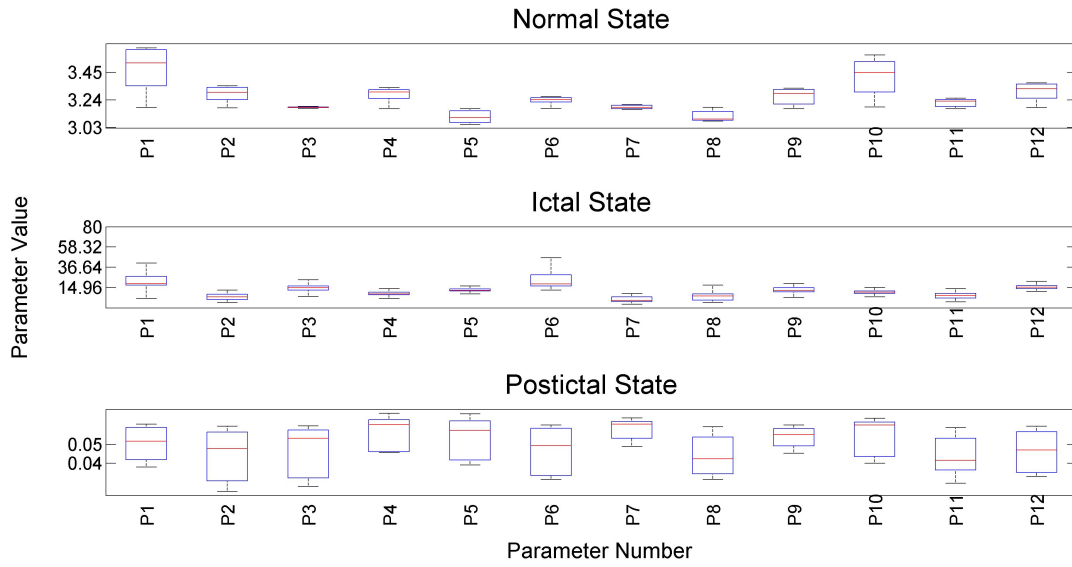 Normal State
3.45
3.24
3.03
P1 P2 P3 P4 P5 P6 P7 P8 P9 P10 P11 P12
Ictal State
Parameter Value
80
58.32
36.64
14.96
P1 P2 P3 P4 P5 P6 P7 P8 P9 P10 P11 P12
Postictal State
0.05
0.04
P1 P2 P3 P4 P5 P6 P7 P8 P9 P10 P11 P12
Parameter Number